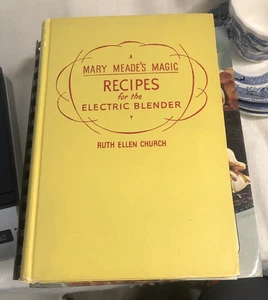 MARY MEADE'S MAGIC
RECIPES
for the
ELECTRIC BLENDER
RUTH ELLEN CHURCH